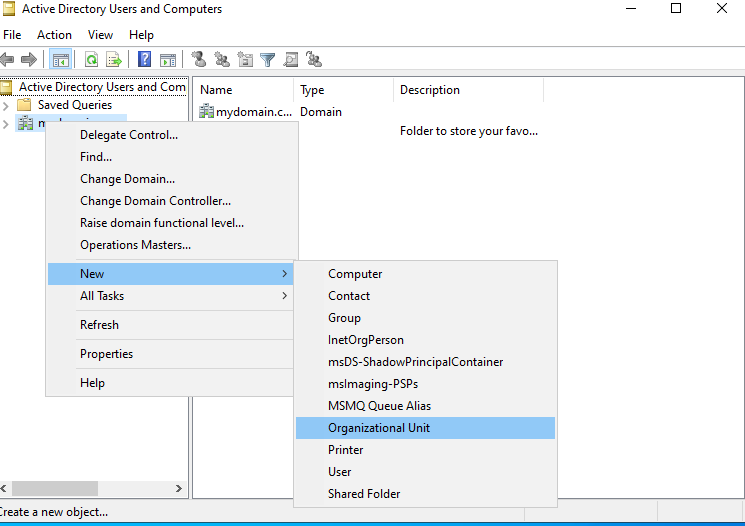 Active Directory Users and Computers
File Action View Help
Active Directory Users and Com
Saved Queries
Name Type Description
mydomain.c... Domain
Folder to store your favo...
Delegate Control...
Find...
Change Domain...
Change Domain Controller...
Raise domain functional level...
Operations Masters...
New
All Tasks
Refresh
Properties
Help
Computer
Contact
Group
InetOrgPerson
msDS-ShadowPrincipalContainer
msImaging-PSPs
MSMQ Queue Alias
Organizational Unit
Printer
User
Shared Folder
Create a new object...